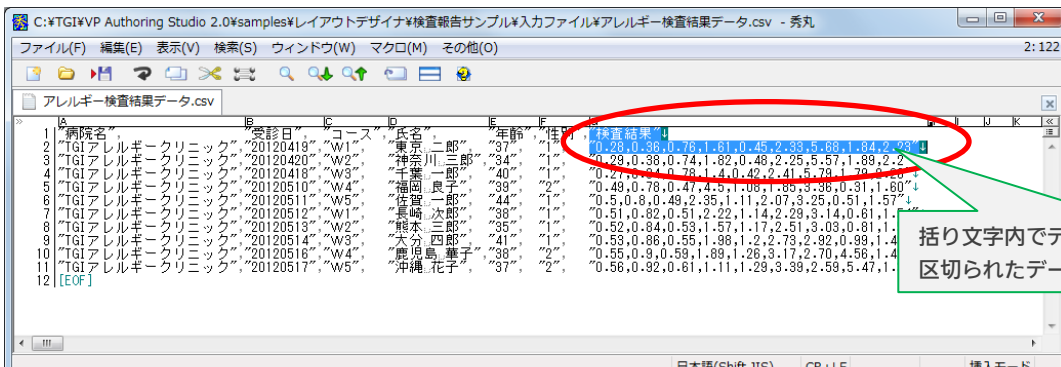 C:¥TGI¥VP Authoring Studio 2.0¥samples¥レイアウトデザイナ¥検査報告サンプル¥入力ファイル¥アレルギー検査結果データ.csv - 秀丸
ファイル(F) 編集(E) 表示(V) 検索(S) ウィンドウ(W) マクロ(M) その他(O) 2: 122
アレルギー検査結果データ.csv
A B C D E J K
1 "病院名", "受診日", "コース", "氏名", "年齢", "性別", "検査結果"↓
2 "TGIアレルギークリニック", "20120419", "W1", "東京 二郎", "37", "1", "0.28,0.36,0.76,1.61,0.45,2.33,5.68,1.84,2.23"↓
3 "TGIアレルギークリニック", "20120420", "W2", "神奈川 三郎", "34", "1", "0.29,0.38,0.74,1.82,0.48,2.25,5.57,1.89,2.2
4 "TGIアレルギークリニック", "20120418", "W3", "千葉 一郎", "40", "1",
5 "TGIアレルギークリニック", "20120510", "W4", "福岡 良子", "39", "2", "0.49,0.78,0.47,4.5,1.08,1.85,3.36,0.31,1.60"↓
6 "TGIアレルギークリニック", "20120511", "W5", "佐賀 一郎", "44", "1", "0.5,0.8,0.49,2.35,1.11,2.07,3.25,0.51,1.57"↓
7 "TGIアレルギークリニック", "20120512", "W1", "長崎 次郎", "38", "1", "0.51,0.82,0.51,2.22,1.14,2.29,3.14,0.61,1.
8 "TGIアレルギークリニック", "20120513", "W2", "熊本 三郎", "35", "1", "0.52,0.84,0.53,1.57,1.17,2.51,3.03,0.81,1.
9 "TGIアレルギークリニック", "20120514", "W3", "大分 四郎", "41", "1", "0.53,0.86,0.55,1.98,1.2,2.73,2.92,0.99,1.4
10 "TGIアレルギークリニック", "20120516", "W4", "鹿児島 華子", "38", "2", "0.55,0.9,0.59,1.89,1.26,3.17,2.70,4.56,1.4
11 "TGIアレルギークリニック", "20120517", "W5", "沖縄 花子", "37", "2", "0.56,0.92,0.61,1.11,1.29,3.39,2.59,5.47,1.
12 [EOF]
括り文字内でデ
区切られたデー
日本語(Shift-JIS) CR+LF 挿入モード